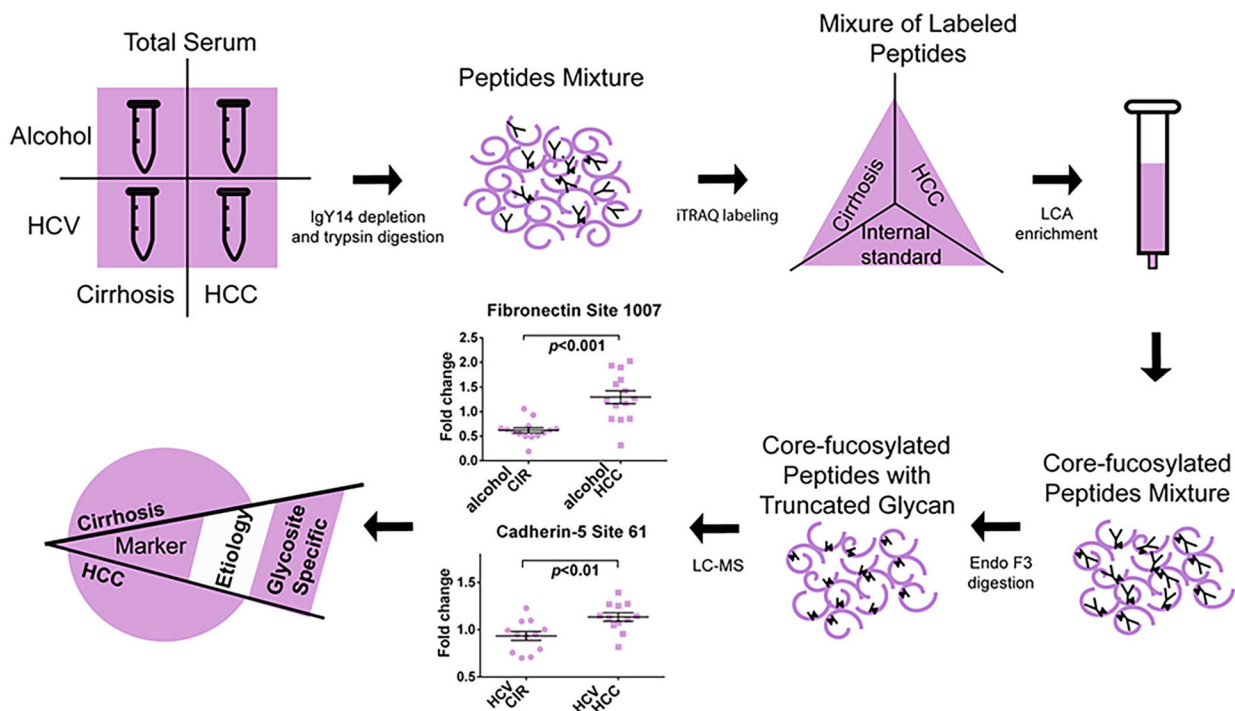 Total Serum
Alcohol
HCV
Cirrhosis
HCC
IgY14 depletion
and trypsin digestion
Peptides Mixture
iTRAQ labeling
Mixure of Labeled
Peptides
Cirrhosis
HCC
Internal
standard
LCA
enrichment
Core-fucosylated
Peptides Mixture
Endo F3
digestion
Core-fucosylated
Peptides with
Truncated Glycan
LC-MS
Fibronectin Site 1007
p<0.001
Fold change
2.5
2.0
1.5
1.0
0.5
0.0
alcohol
CIR
alcohol
HCC
Cadherin-5 Site 61
p<0.01
Fold change
1.5
1.0
0.5
HCV
CIR
HCV
HCC
Cirrhosis
Marker
HCC
Etiology
Glycosite
Specific